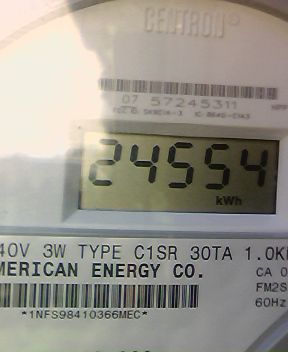 CENTRON®
07 57245311
24554
kWh
40V 3W TYPE C1SR 30TA 1.0K
MERICAN ENERGY CO.
CA 0
FM2S
60Hz
*1NFS98410366MEC*